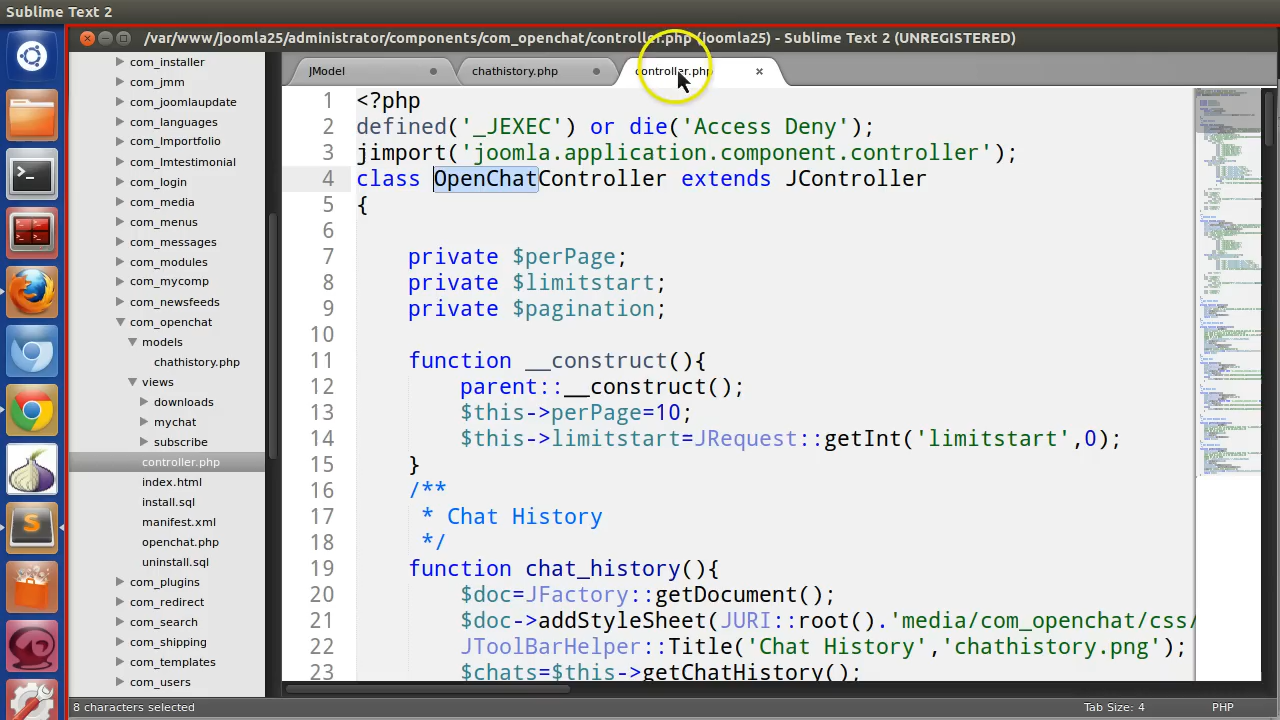 Sublime Text 2
/var/www/joomla25/administrator/components/com_openchat/controller.php (joomla25) - Sublime Text 2 (UNREGISTERED)
JModel
chathistory.php
controller.php
com_installer
com_jmm
com_joomlaupdate
com_languages
com_lmportfolio
com_lmtestimonial
com_login
com_media
com_menus
com_messages
com_modules
com_mycomp
com_newsfeeds
com_openchat
models
chathistory.php
views
downloads
mychat
subscribe
controller.php
index.html
install.sql
manifest.xml
openchat.php
uninstall.sql
com_plugins
com_redirect
com_search
com_shipping
com_templates
com_users
1 <?php
2 defined('_JEXEC') or die('Access Deny');
3 jimport('joomla.application.component.controller');
4 class OpenChatController extends JController
5 {
6
7 private $perPage;
8 private $limitstart;
9 private $pagination;
10
11 function __construct(){
12 parent::__construct();
13 $this->perPage=10;
14 $this->limitstart=JRequest::getInt('limitstart',0);
15 }
16 /**
17 * Chat History
18 */
19 function chat_history(){
20 $doc=JFactory::getDocument();
21 $doc->addStyleSheet(JURI::root().'media/com_openchat/css/
22 JToolBarHelper::Title('Chat History','chathistory.png');
23 $chats=$this->getChatHistory();
8 characters selected
Tab Size: 4
PHP